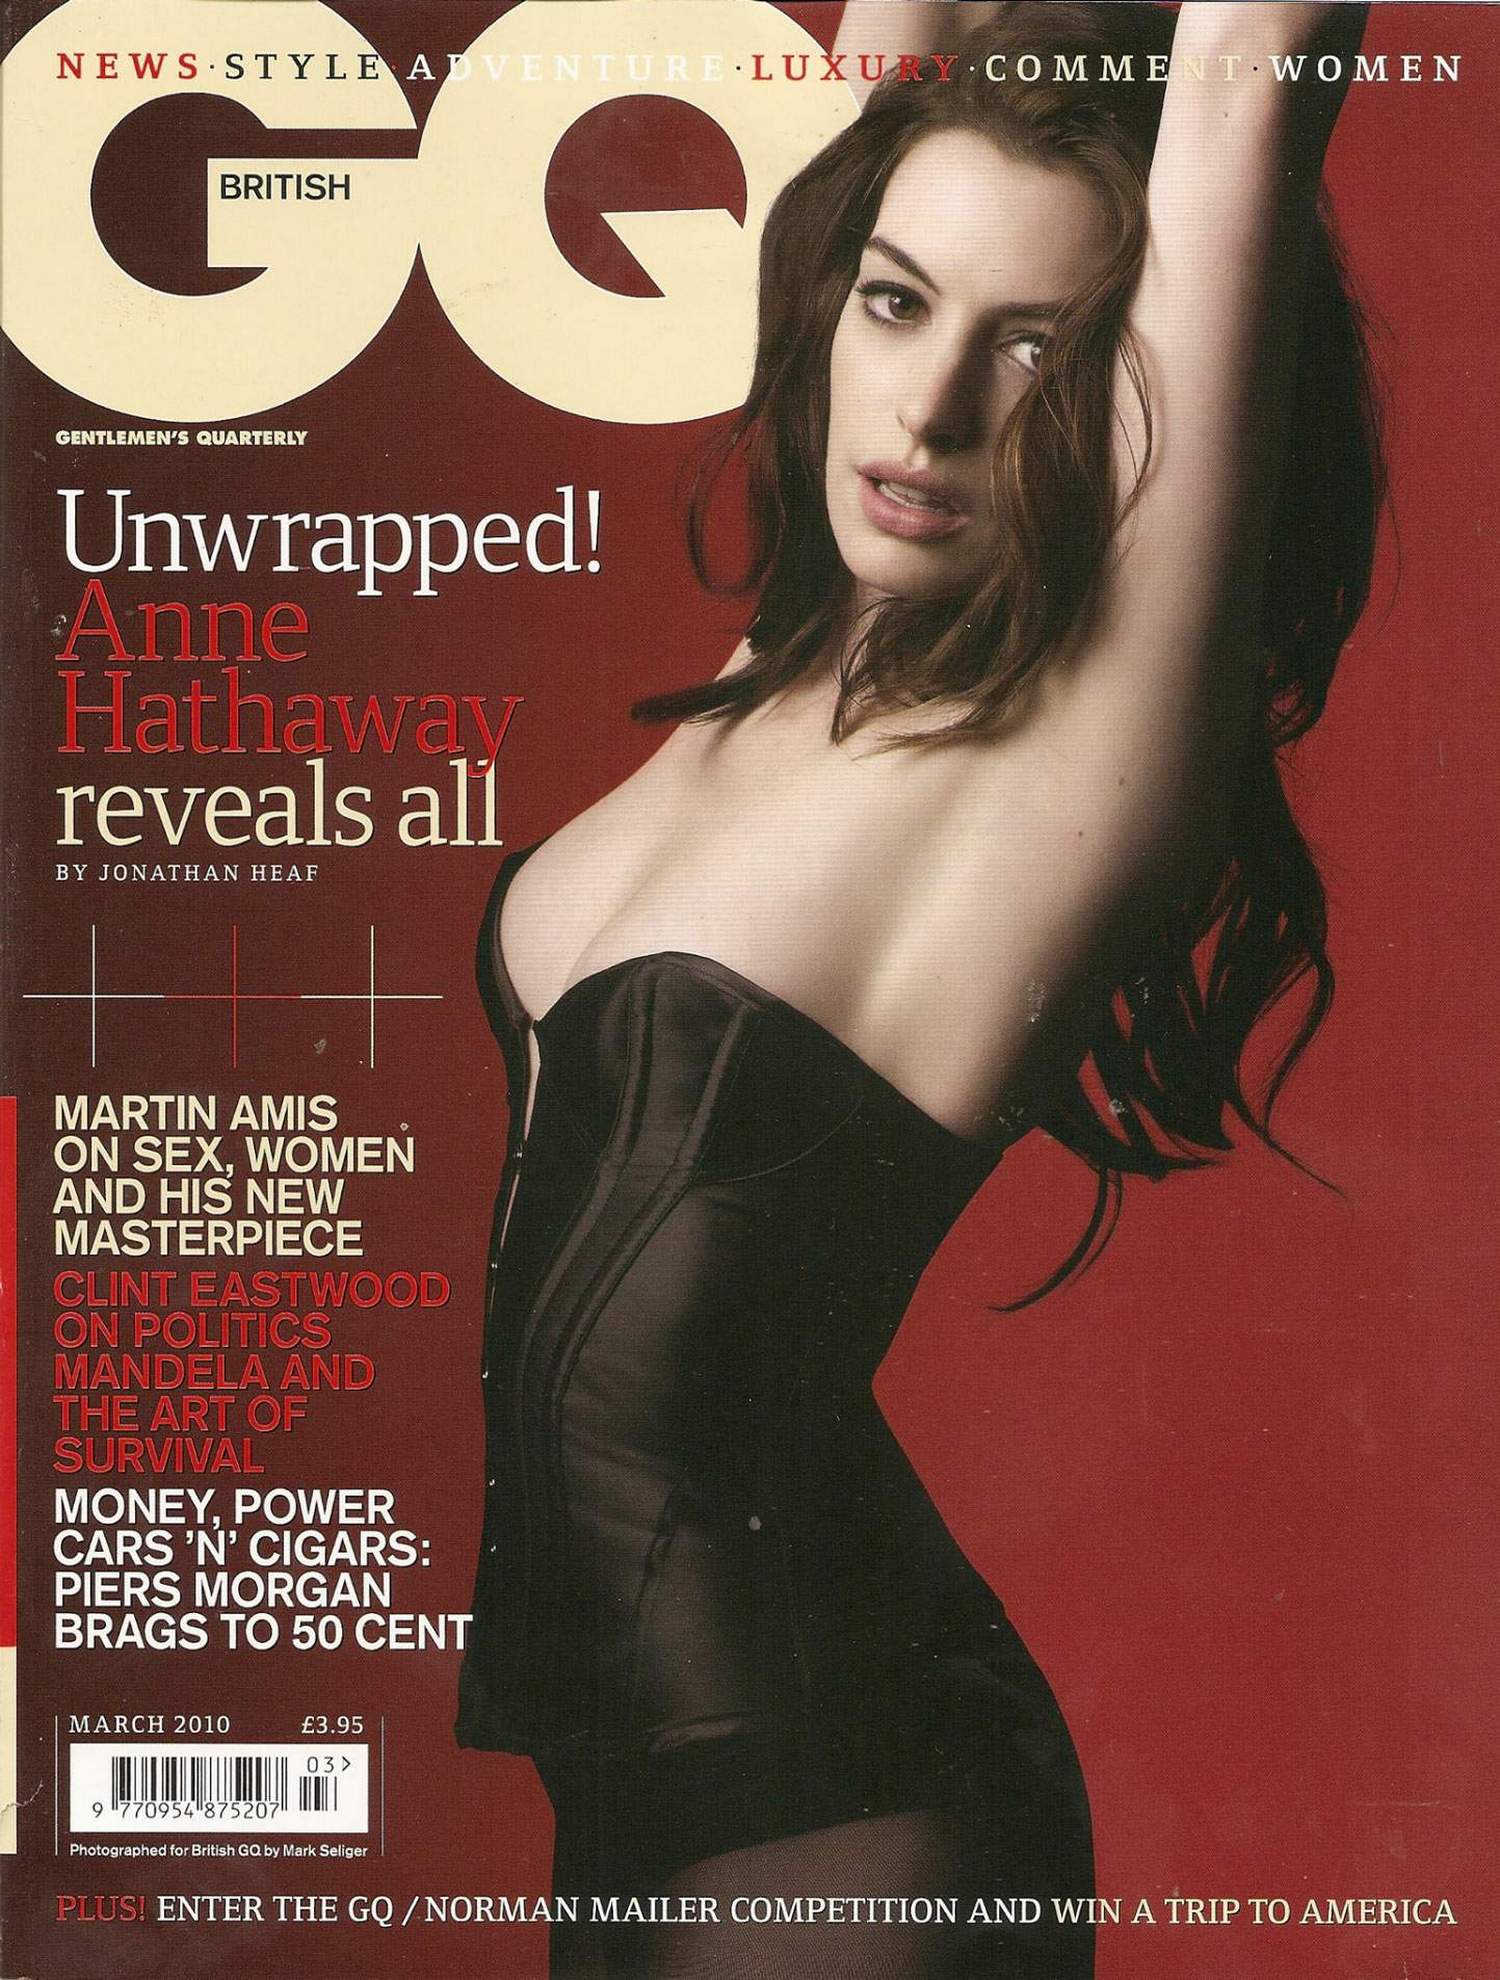 NEWS·STYLE·ADVENTURE·LUXURY·COMMENT·WOMEN
GQ
BRITISH
GENTLEMEN'S QUARTERLY
Unwrapped!
Anne
Hathaway
reveals all
BY JONATHAN HEAF
MARTIN AMIS
ON SEX, WOMEN
AND HIS NEW
MASTERPIECE
CLINT EASTWOOD
ON POLITICS
MANDELA AND
THE ART OF
SURVIVAL
MONEY, POWER
CARS 'N' CIGARS:
PIERS MORGAN
BRAGS TO 50 CENT
MARCH 2010 £3.95
03>
9 770954 875207
Photographed for British GQ by Mark Seliger
PLUS! ENTER THE GQ / NORMAN MAILER COMPETITION AND WIN A TRIP TO AMERICA